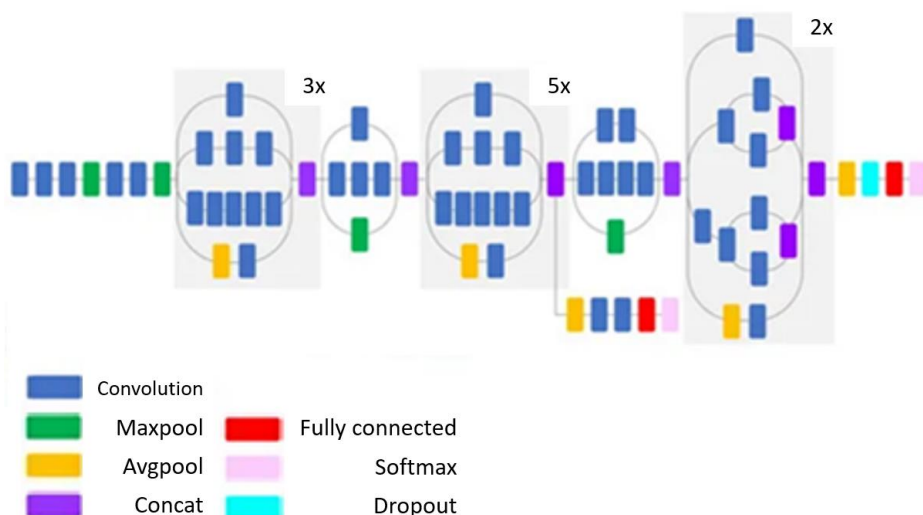 2x
3x
5x
Convolution
Maxpool
Fully connected
Avgpool
Softmax
Concat
Dropout